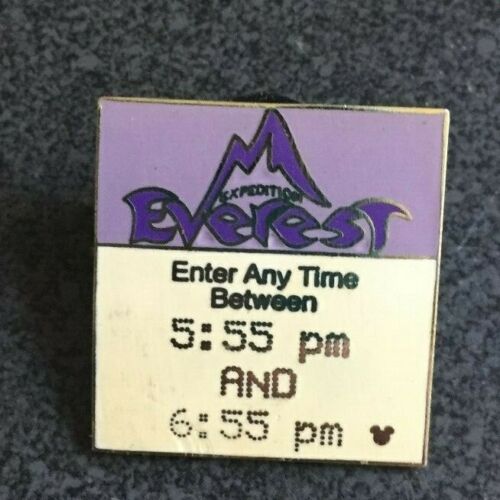 EXPEDITION
EVEREST
Enter Any Time
Between
5:55 pm
AND
6:55 pm